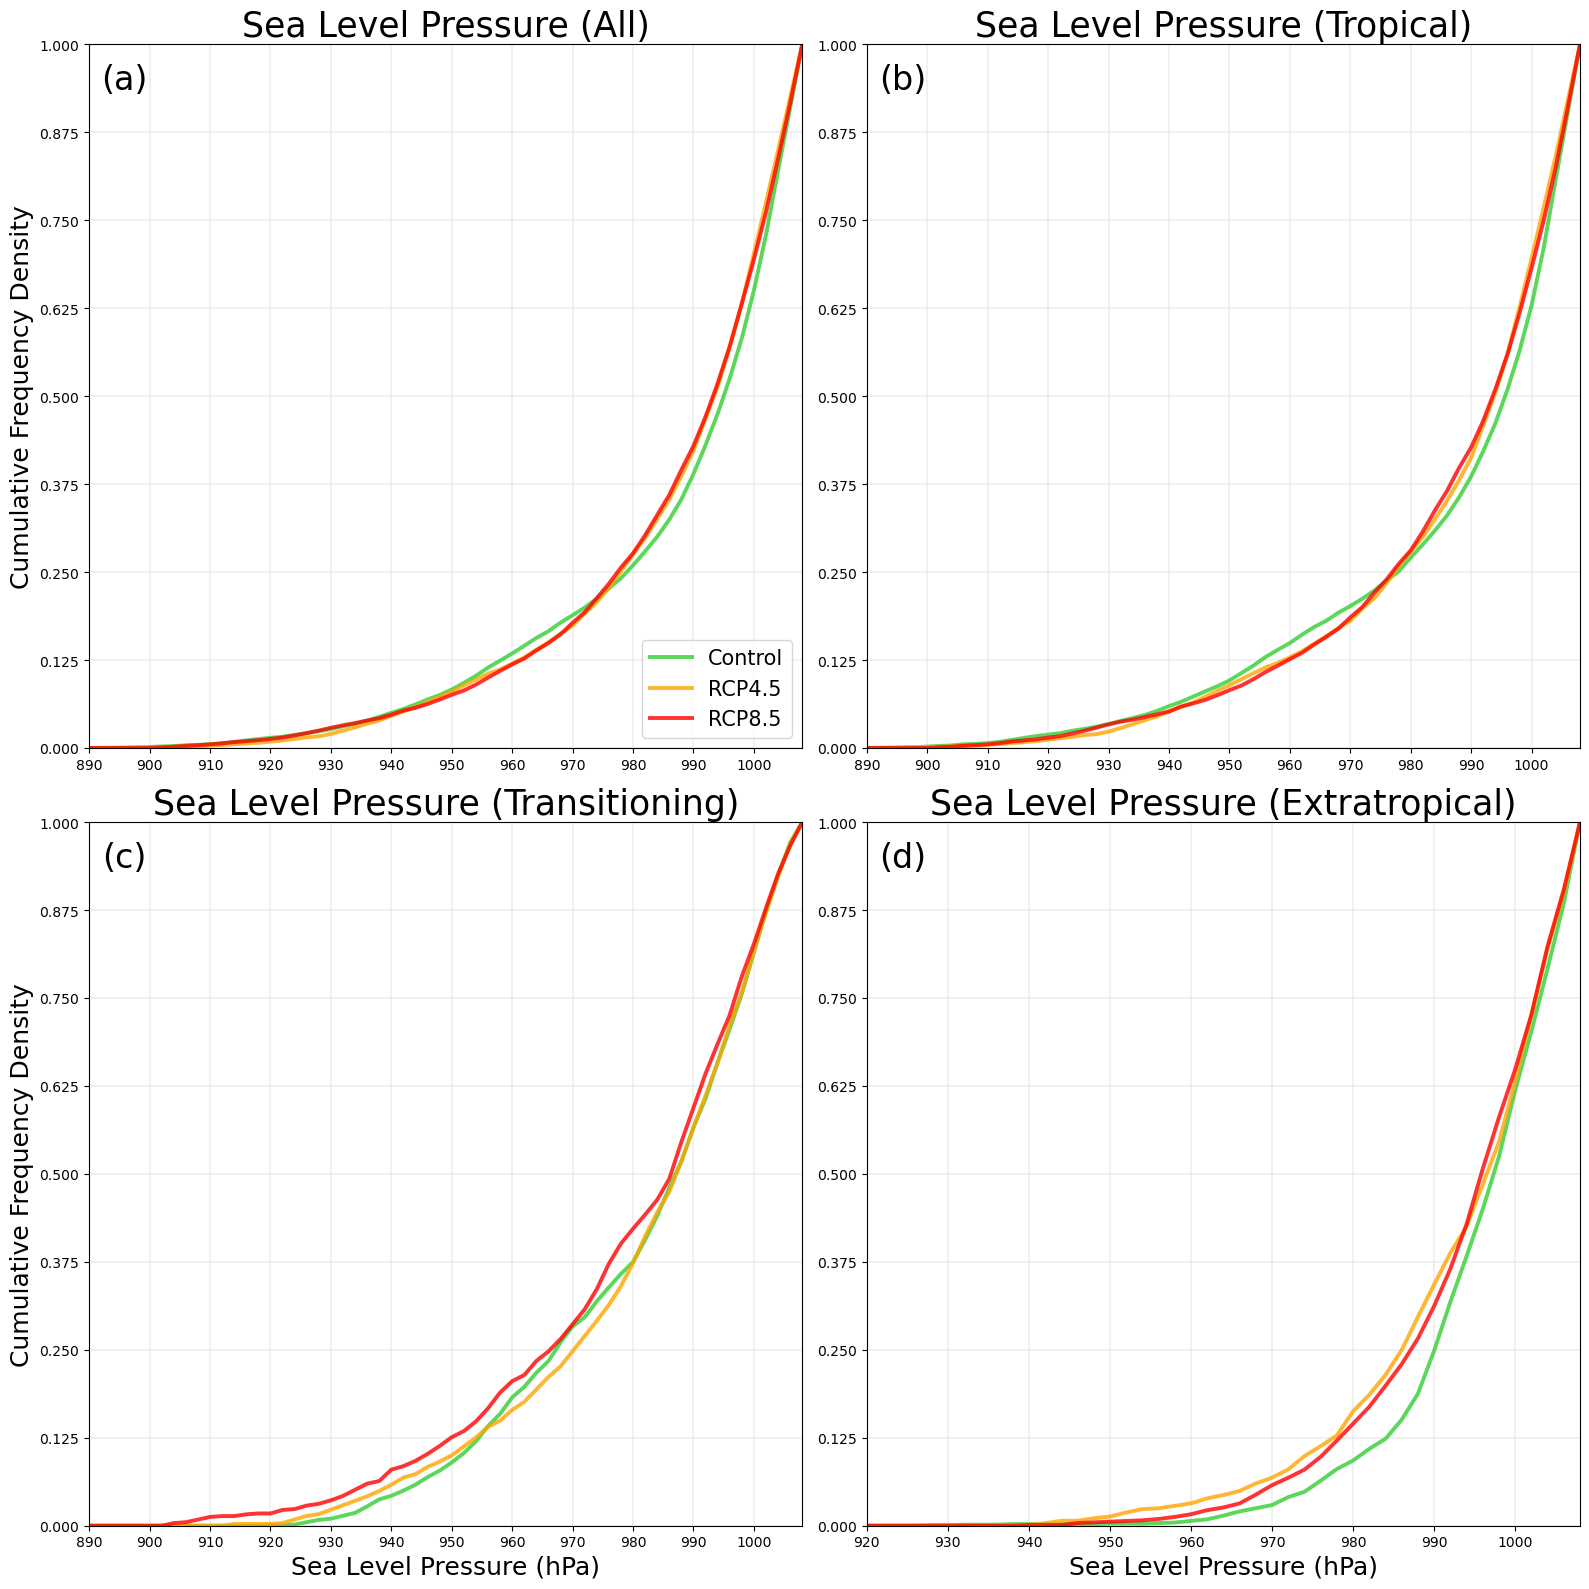 Sea Level Pressure (All)
Sea Level Pressure (Tropical)
(a)
(b)
Cumulative Frequency Density
1.000
0.875
0.750
0.625
0.500
0.375
0.250
0.125
0.000
1.000
0.875
0.750
0.625
0.500
0.375
0.250
0.125
0.000
Control
RCP4.5
RCP8.5
890 900 910 920 930 940 950 960 970 980 990 1000
890 900 910 920 930 940 950 960 970 980 990 1000
Sea Level Pressure (Transitioning)
Sea Level Pressure (Extratropical)
(c)
(d)
Cumulative Frequency Density
1.000
0.875
0.750
0.625
0.500
0.375
0.250
0.125
0.000
1.000
0.875
0.750
0.625
0.500
0.375
0.250
0.125
0.000
890 900 910 920 930 940 950 960 970 980 990 1000
920 930 940 950 960 970 980 990 1000
Sea Level Pressure (hPa)
Sea Level Pressure (hPa)